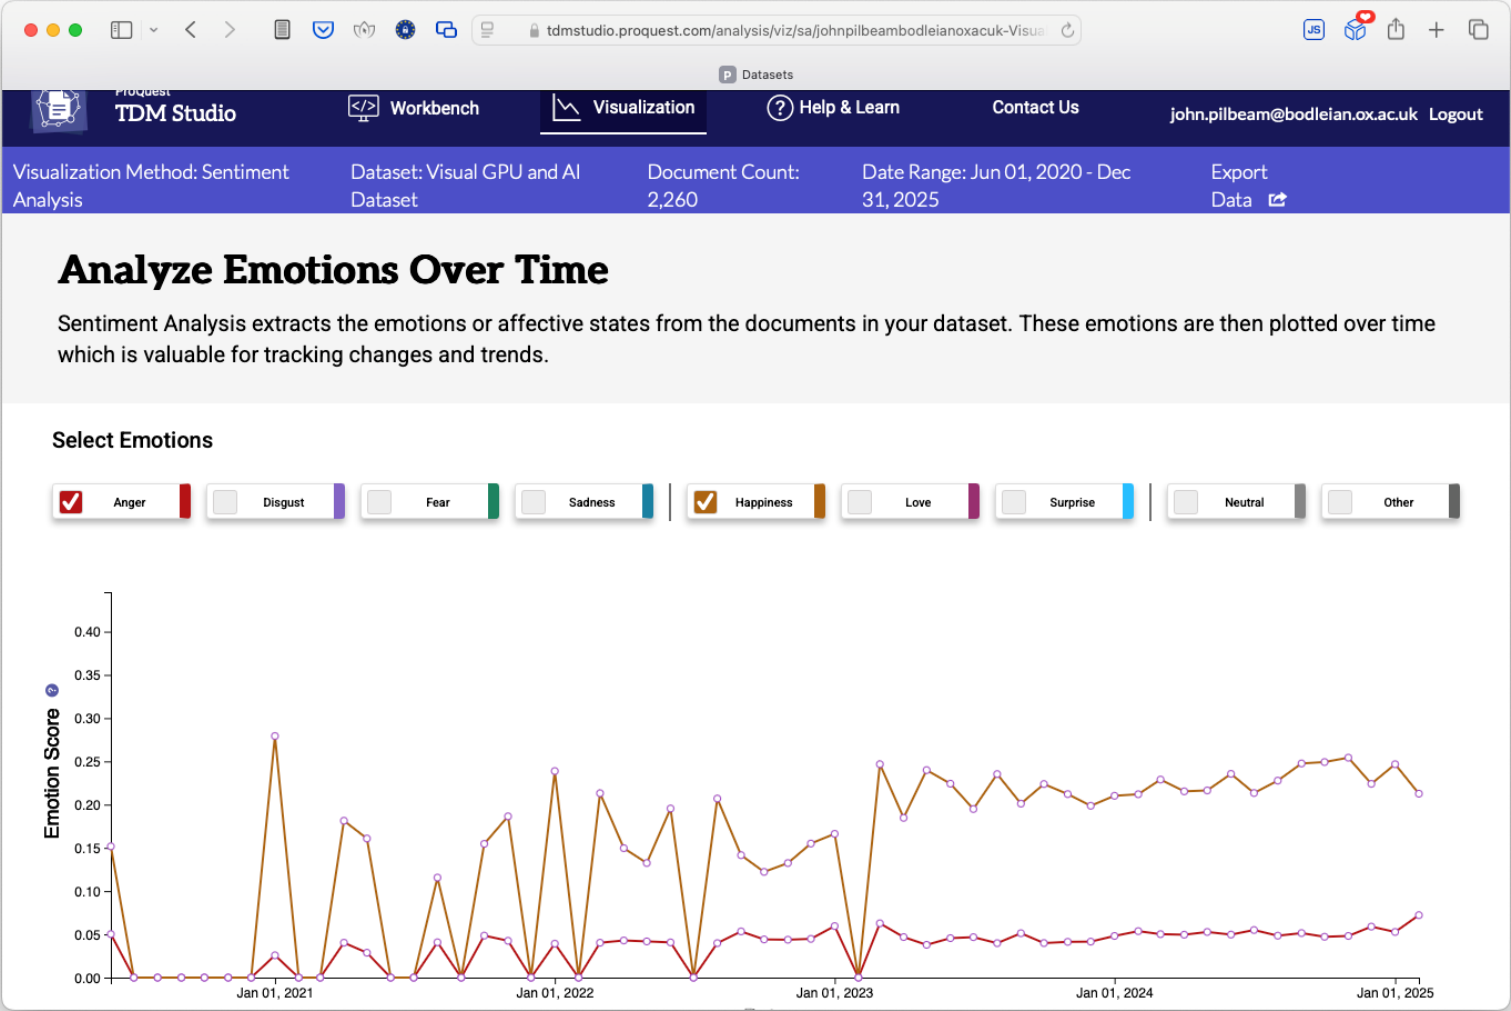 tdmstudio.proquest.com/analysis/viz/sa/johnpilbeambodleianoxacuk-Visua
JS
P Datasets
ProQuest
TDM Studio
</> Workbench
Visualization
? Help & Learn
Contact Us
john.pilbeam@bodleian.ox.ac.uk Logout
Visualization Method: Sentiment
Analysis
Dataset: Visual GPU and AI
Dataset
Document Count:
2,260
Date Range: Jun 01, 2020 - Dec
31, 2025
Export
Data
Analyze Emotions Over Time
Sentiment Analysis extracts the emotions or affective states from the documents in your dataset. These emotions are then plotted over time
which is valuable for tracking changes and trends.
Select Emotions
Anger
Disgust
Fear
Sadness
Happiness
Love
Surprise
Neutral
Other
Emotion Score ?
0.40
0.35
0.30
0.25
0.20
0.15
0.10
0.05
0.00
Jan 01, 2021
Jan 01, 2022
Jan 01, 2023
Jan 01, 2024
Jan 01, 2025